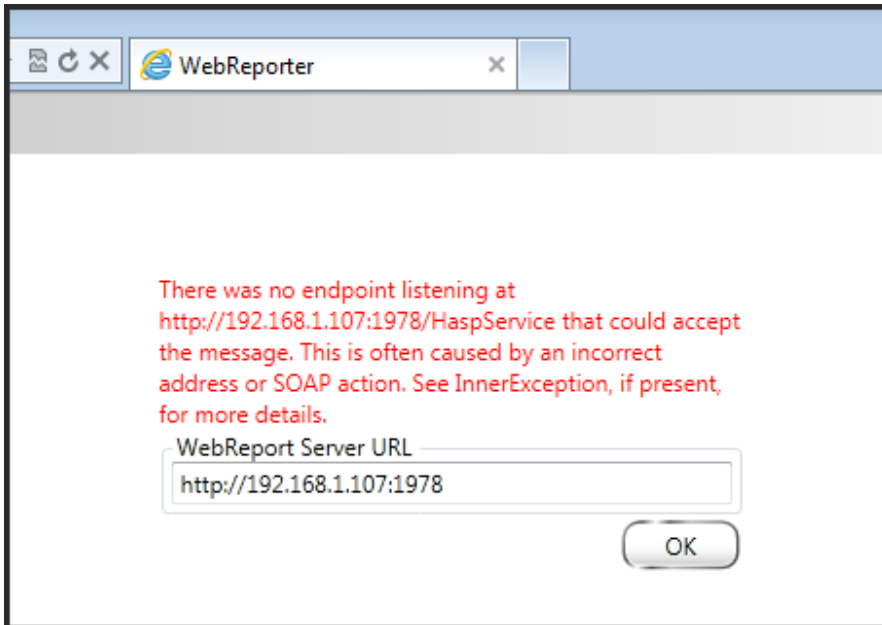 WebReporter
There was no endpoint listening at
http://192.168.1.107:1978/HaspService that could accept
the message. This is often caused by an incorrect
address or SOAP action. See InnerException, if present,
for more details.
WebReport Server URL
http://192.168.1.107:1978
OK